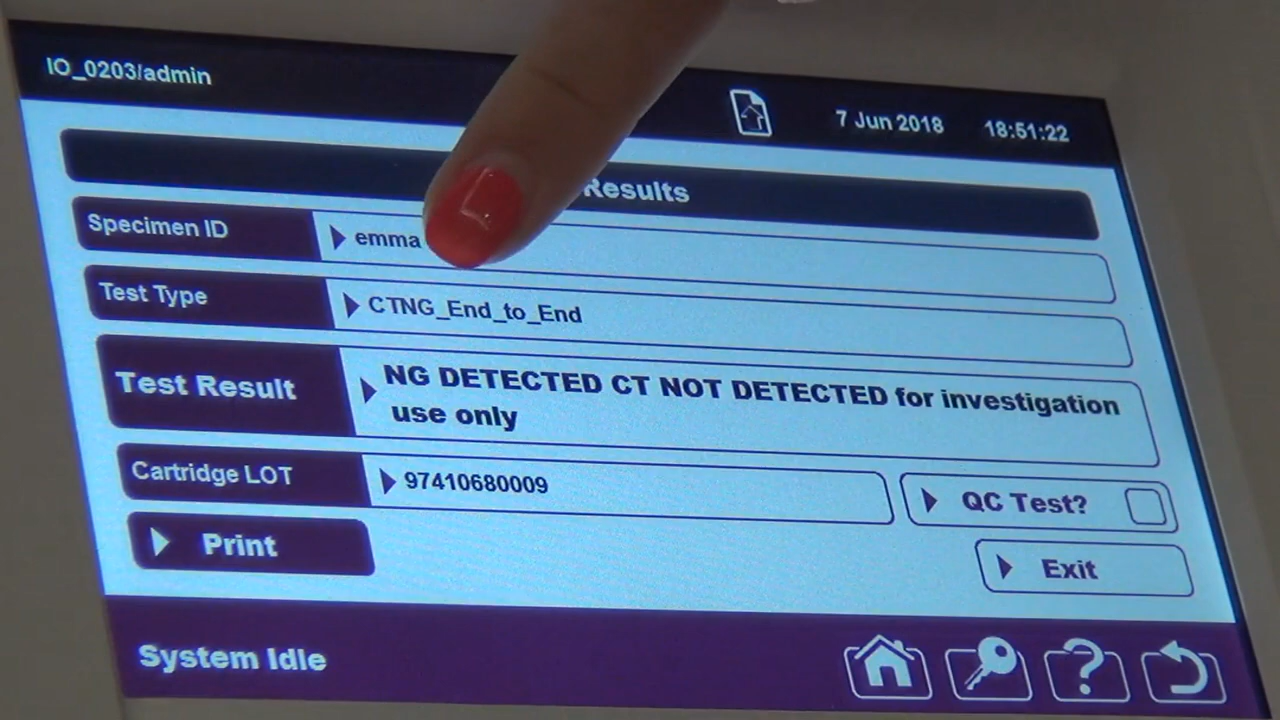 IO_0203/admin
7 Jun 2018 18:51:22
Results
Specimen ID emma
Test Type CTNG_End_to_End
Test Result NG DETECTED CT NOT DETECTED for investigation
use only
Cartridge LOT 97410680009
QC Test?
Print
Exit
System Idle
?